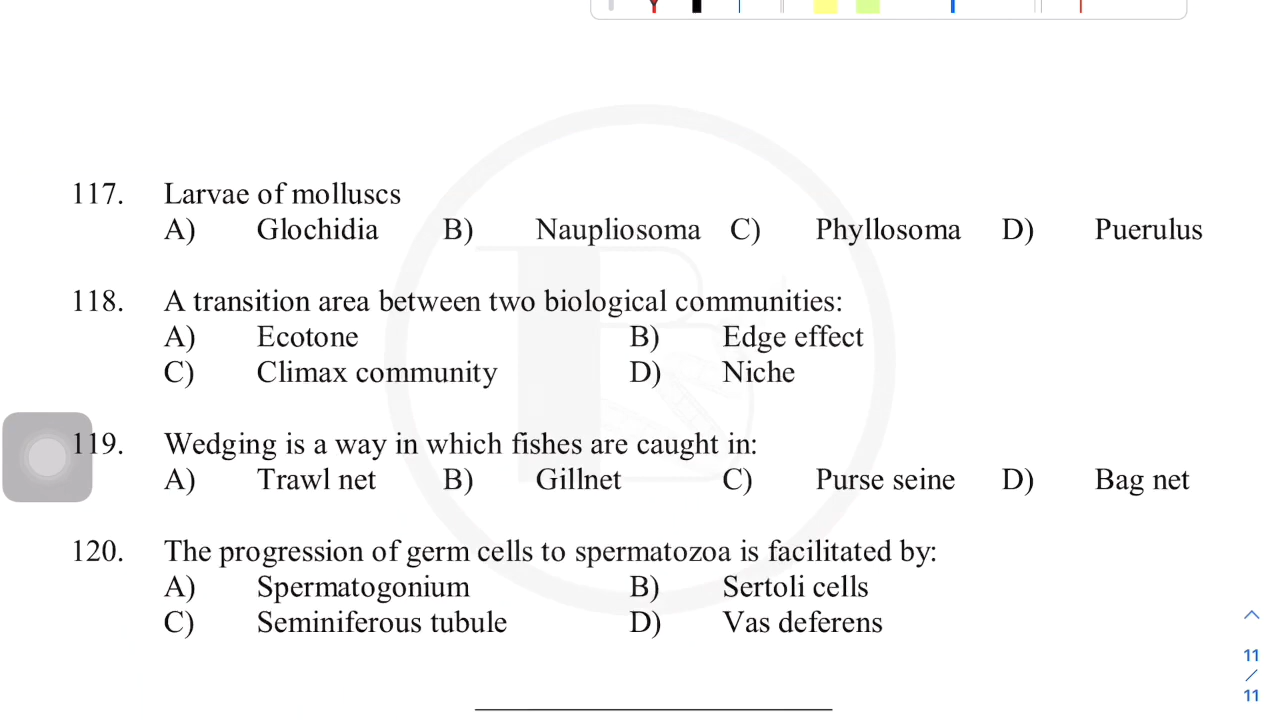 117. Larvae of molluscs
A) Glochidia B) Naupliosoma C) Phyllosoma D) Puerulus
118. A transition area between two biological communities:
A) Ecotone B) Edge effect
C) Climax community D) Niche
119. Wedging is a way in which fishes are caught in:
A) Trawl net B) Gillnet C) Purse seine D) Bag net
120. The progression of germ cells to spermatozoa is facilitated by:
A) Spermatogonium B) Sertoli cells
C) Seminiferous tubule D) Vas deferens
11
/
11